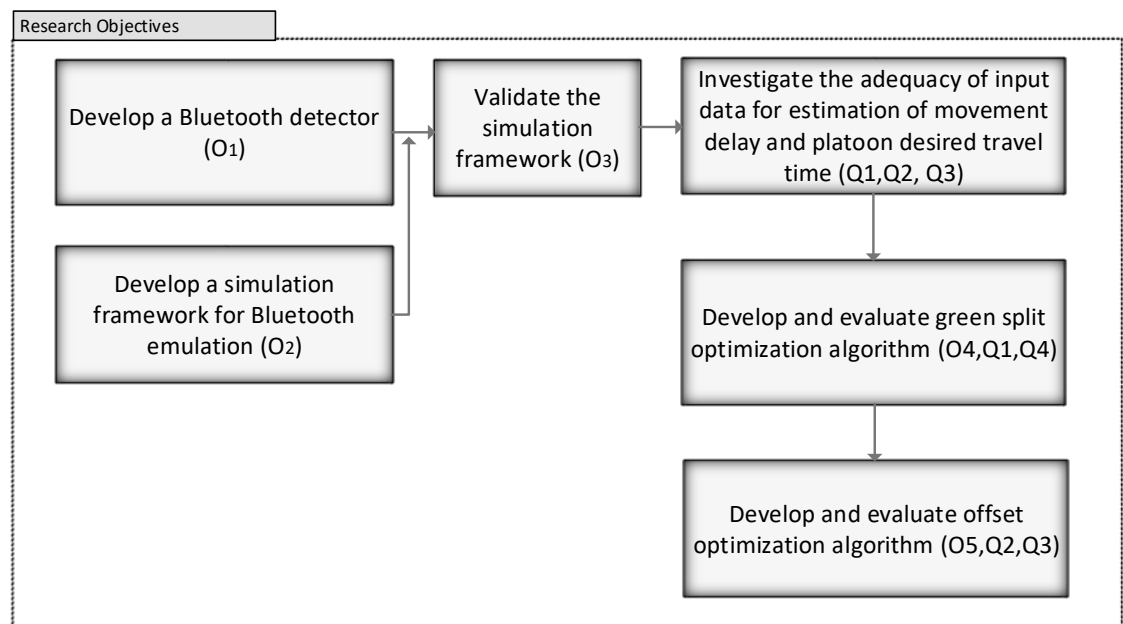 Research Objectives
Develop a Bluetooth detector
(O1)
Develop a simulation
framework for Bluetooth
emulation (O2)
Validate the
simulation
framework (O3)
Investigate the adequacy of input
data for estimation of movement
delay and platoon desired travel
time (Q1,Q2, Q3)
Develop and evaluate green split
optimization algorithm (O4,Q1,Q4)
Develop and evaluate offset
optimization algorithm (O5,Q2,Q3)